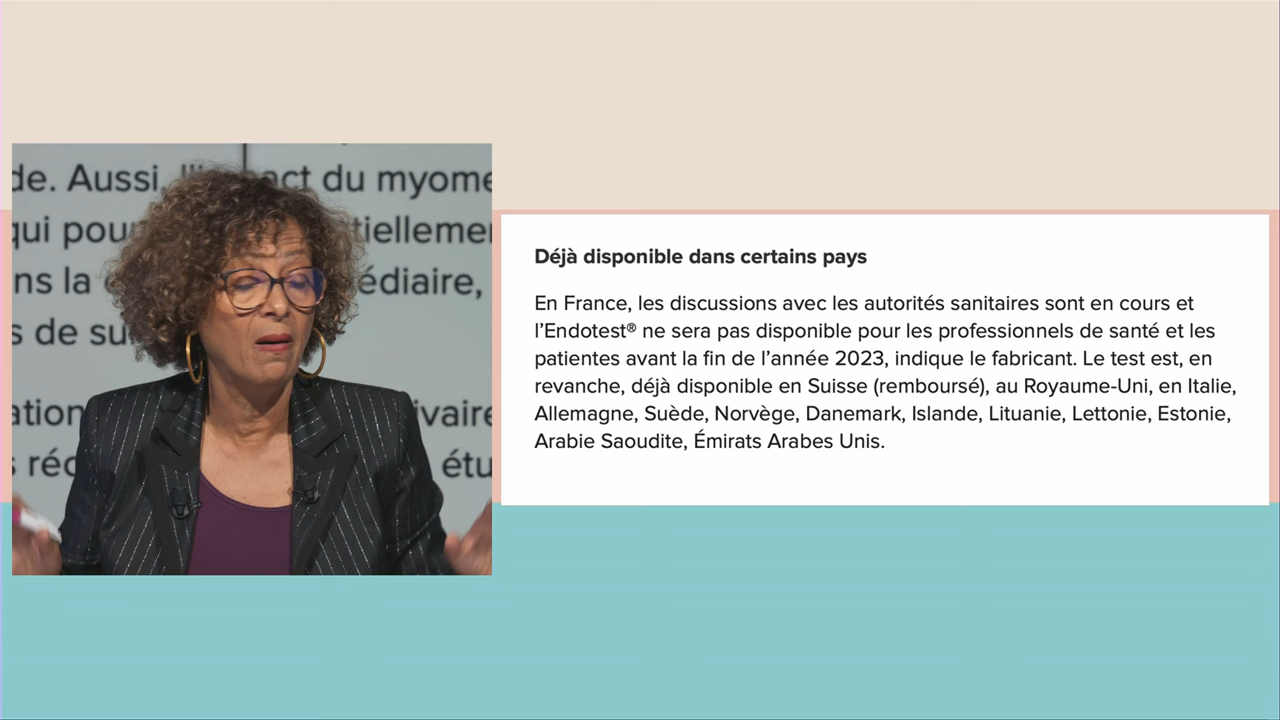 de. Aussi, l'i act du myome
qui pou tiellemen
ns la édiaire,
s de su
ation ivaire
s réc étu
Déjà disponible dans certains pays
En France, les discussions avec les autorités sanitaires sont en cours et
l’Endotest® ne sera pas disponible pour les professionnels de santé et les
patientes avant la fin de l’année 2023, indique le fabricant. Le test est, en
revanche, déjà disponible en Suisse (remboursé), au Royaume-Uni, en Italie,
Allemagne, Suède, Norvège, Danemark, Islande, Lituanie, Lettonie, Estonie,
Arabie Saoudite, Émirats Arabes Unis.